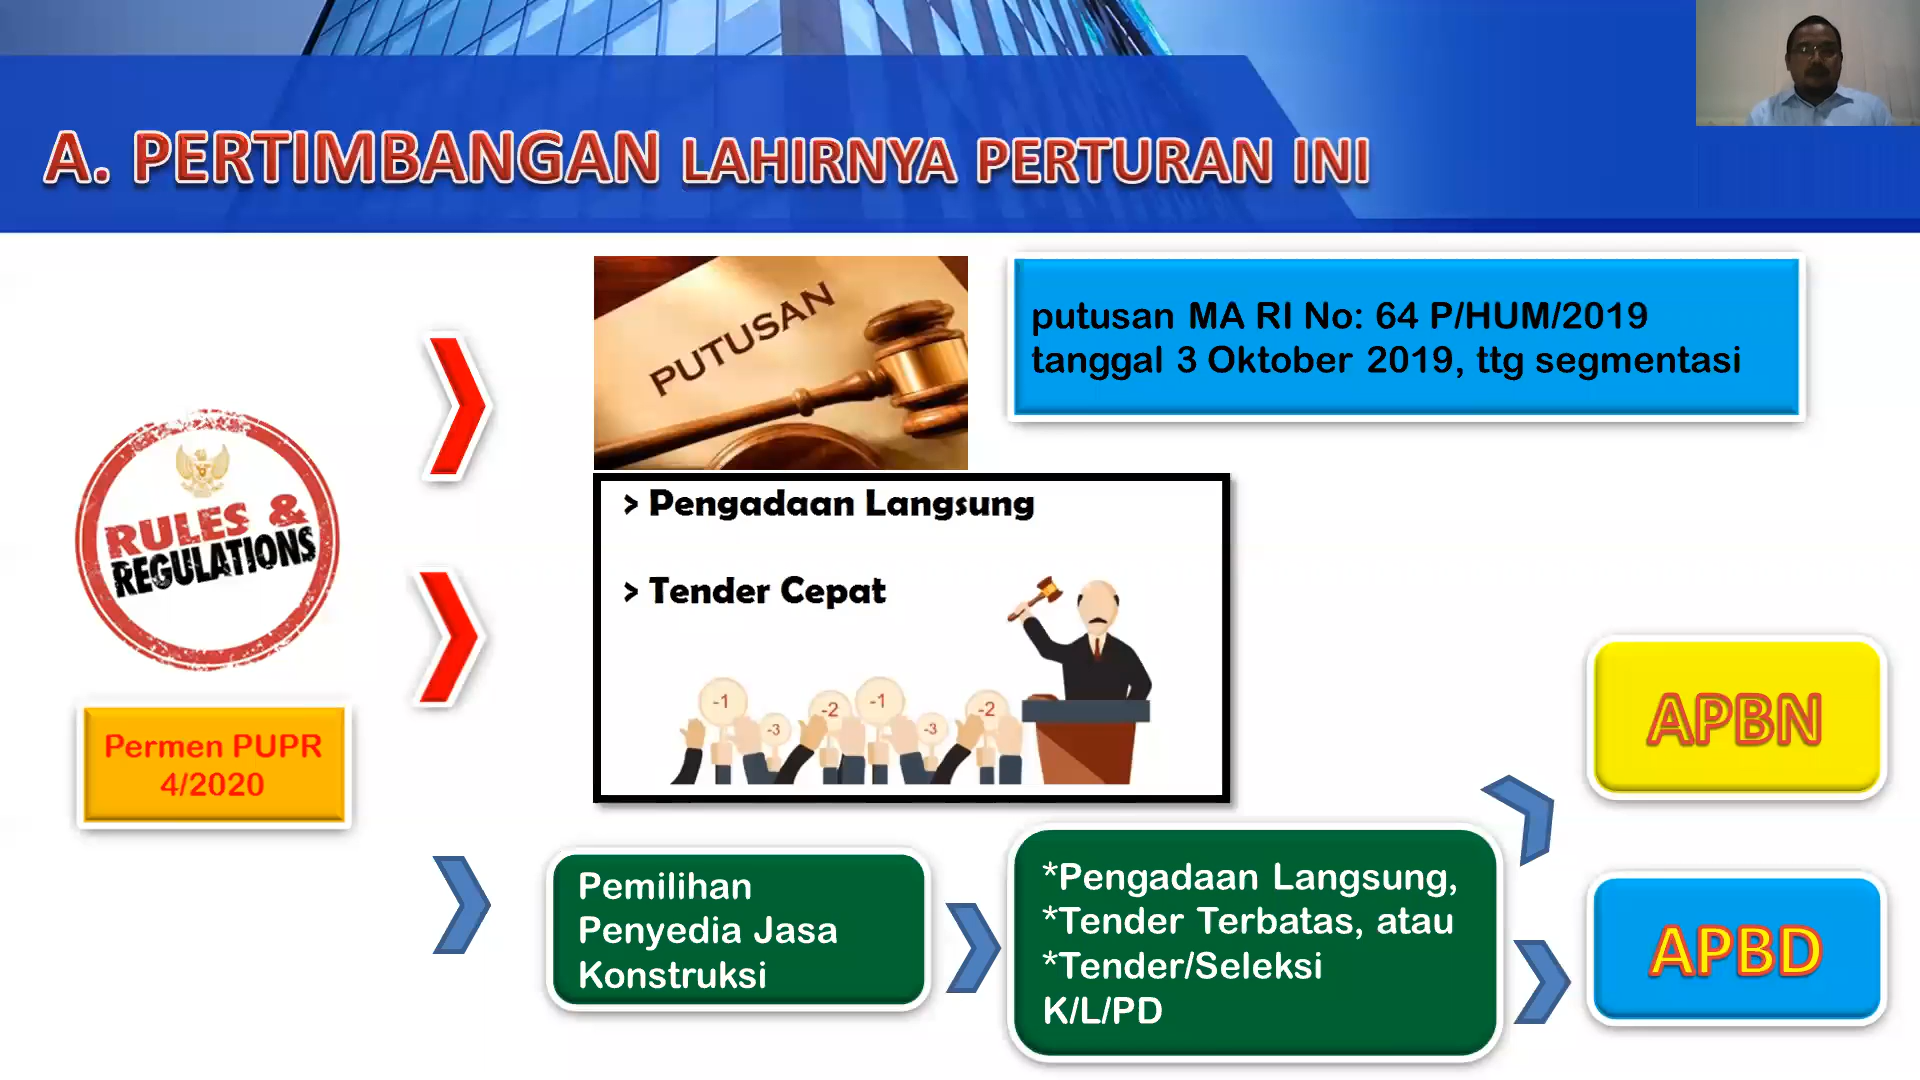 A. PERTIMBANGAN LAHIRNYA PERTURAN INI
PUTUSAN
putusan MA RI No: 64 P/HUM/2019
tanggal 3 Oktober 2019, ttg segmentasi
RULES &
REGULATIONS
Permen PUPR
4/2020
> Pengadaan Langsung
> Tender Cepat
-1
-3
-2
-1
-3
-2
Pemilihan
Penyedia Jasa
Konstruksi
*Pengadaan Langsung,
*Tender Terbatas, atau
*Tender/Seleksi
K/L/PD
APBN
APBD